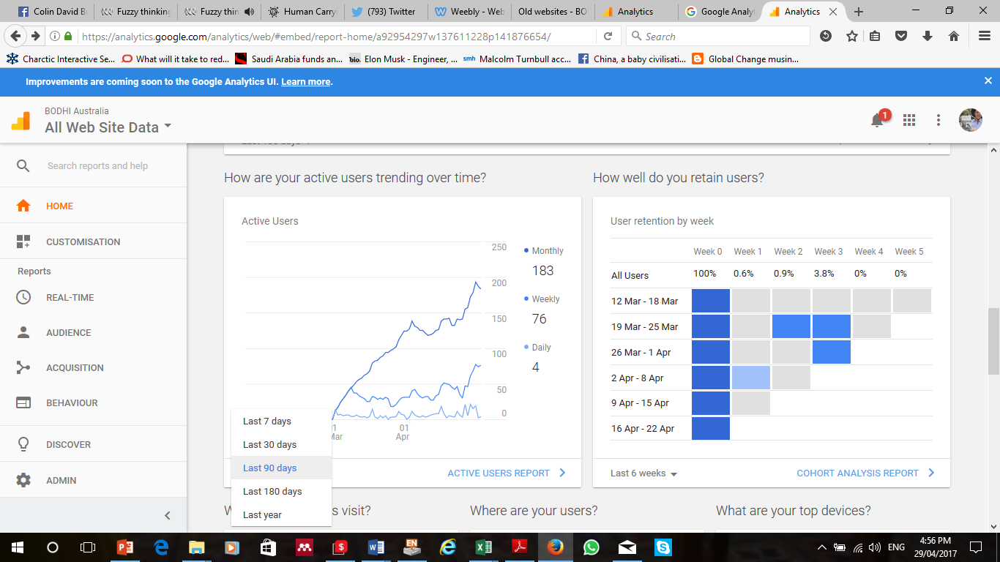 Colin David B
Fuzzy thinking
Fuzzy thin
Human Carry
(793) Twitter
Weebly - Web
Old websites - BO
Analytics
Google Analyt
Analytics
https://analytics.google.com/analytics/web/#embed/report-home/a92954297w137611228p141876654/
Search
Charctic Interactive Se...
What will it take to red...
Saudi Arabia funds an...
bio.
Elon Musk - Engineer, ...
smh
Malcolm Turnbull acc...
China, a baby civilisati...
Global Change musin...
Improvements are coming soon to the Google Analytics UI. Learn more.
BODHI Australia
All Web Site Data
1
Search reports and help
HOME
CUSTOMISATION
Reports
REAL-TIME
AUDIENCE
ACQUISITION
BEHAVIOUR
DISCOVER
ADMIN
How are your active users trending over time?
Active Users
250
200
150
100
50
0
Monthly
183
Weekly
76
Daily
4
01
Mar
01
Apr
Last 7 days
Last 30 days
Last 90 days
Last 180 days
Last year
ACTIVE USERS REPORT
How well do you retain users?
User retention by week
Week 0 Week 1 Week 2 Week 3 Week 4 Week 5
All Users 100% 0.6% 0.9% 3.8% 0% 0%
12 Mar - 18 Mar
19 Mar - 25 Mar
26 Mar - 1 Apr
2 Apr - 8 Apr
9 Apr - 15 Apr
16 Apr - 22 Apr
Last 6 weeks
COHORT ANALYSIS REPORT
s visit?
Where are your users?
What are your top devices?
ENG
4:56 PM
29/04/2017